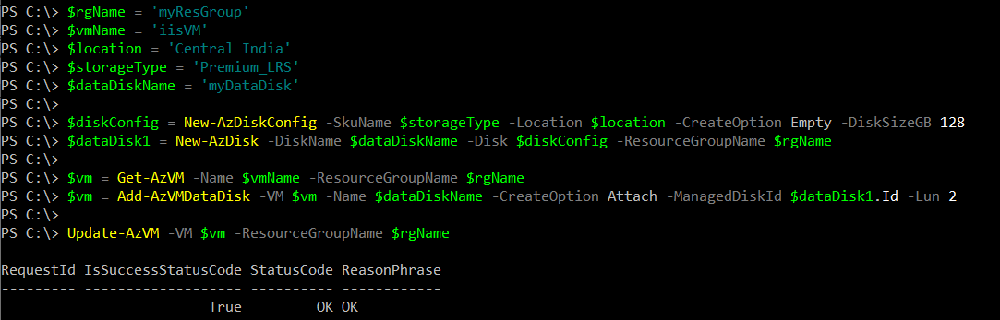 PS C:\> $rgName = 'myResGroup'
PS C:\> $vmName = 'iisVM'
PS C:\> $location = 'Central India'
PS C:\> $storageType = 'Premium_LRS'
PS C:\> $dataDiskName = 'myDataDisk'
PS C:\>
PS C:\> $diskConfig = New-AzDiskConfig -SkuName $storageType -Location $location -CreateOption Empty -DiskSizeGB 128
PS C:\> $dataDisk1 = New-AzDisk -DiskName $dataDiskName -Disk $diskConfig -ResourceGroupName $rgName
PS C:\>
PS C:\> $vm = Get-AzVM -Name $vmName -ResourceGroupName $rgName
PS C:\> $vm = Add-AzVMDataDisk -VM $vm -Name $dataDiskName -CreateOption Attach -ManagedDiskId $dataDisk1.Id -Lun 2
PS C:\>
PS C:\> Update-AzVM -VM $vm -ResourceGroupName $rgName
RequestId IsSuccessStatusCode StatusCode ReasonPhrase
--------- ------------------- ---------- ------------
True OK OK